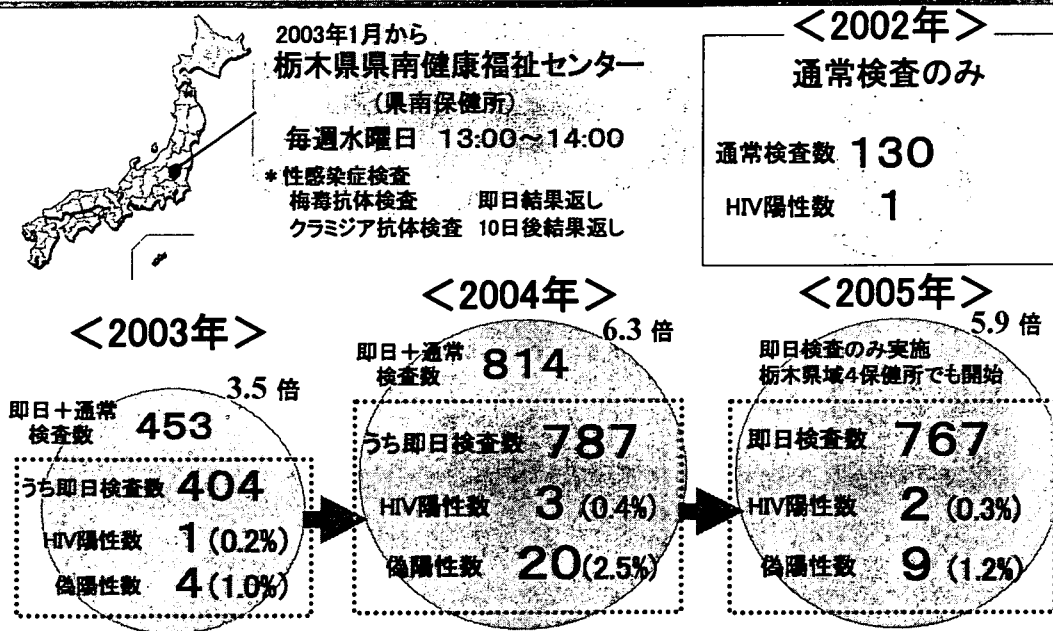 2003年1月から
栃木県県南健康福祉センター
(県南保健所)
毎週水曜日 13:00～14:00
*性感染症検査
梅毒抗体検査 即日結果返し
クラミジア抗体検査 10日後結果返し
＜2002年＞
通常検査のみ
通常検査数 130
HIV陽性数 1
＜2003年＞
3.5 倍
即日＋通常
検査数 453
うち即日検査数 404
HIV陽性数 1 (0.2%)
偽陽性数 4 (1.0%)
＜2004年＞
6.3 倍
即日＋通常
検査数 814
うち即日検査数 787
HIV陽性数 3 (0.4%)
偽陽性数 20 (2.5%)
＜2005年＞
5.9 倍
即日検査のみ実施
栃木県域4保健所でも開始
即日検査数 767
HIV陽性数 2 (0.3%)
偽陽性数 9 (1.2%)